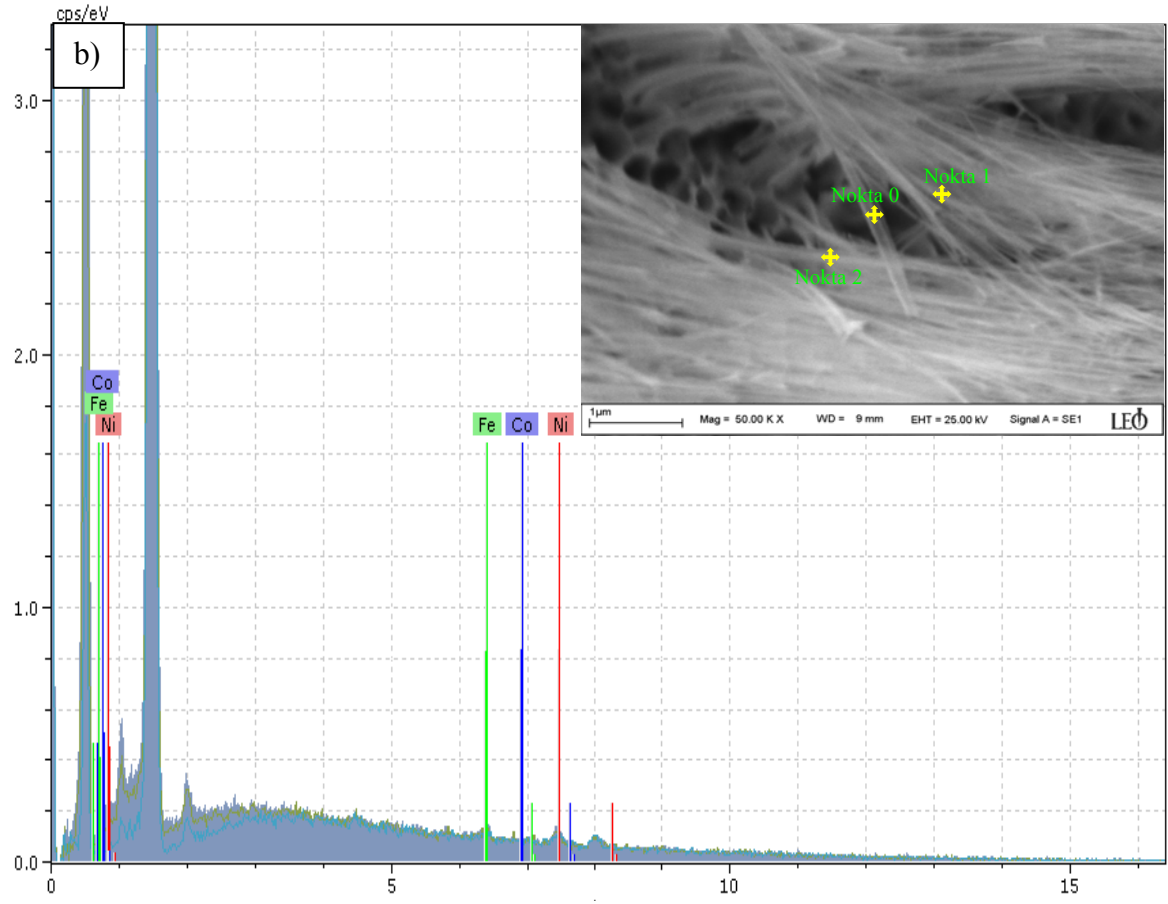 cps/eV
b)
3.0
2.0
1.0
0.0
0
5
10
15
Co
Fe
Ni
Fe
Co
Ni
Nokta 1
Nokta 0
Nokta 2
1µm
Mag = 50.00 K X
WD = 9 mm
EHT = 25.00 kV
Signal A = SE1
LEO